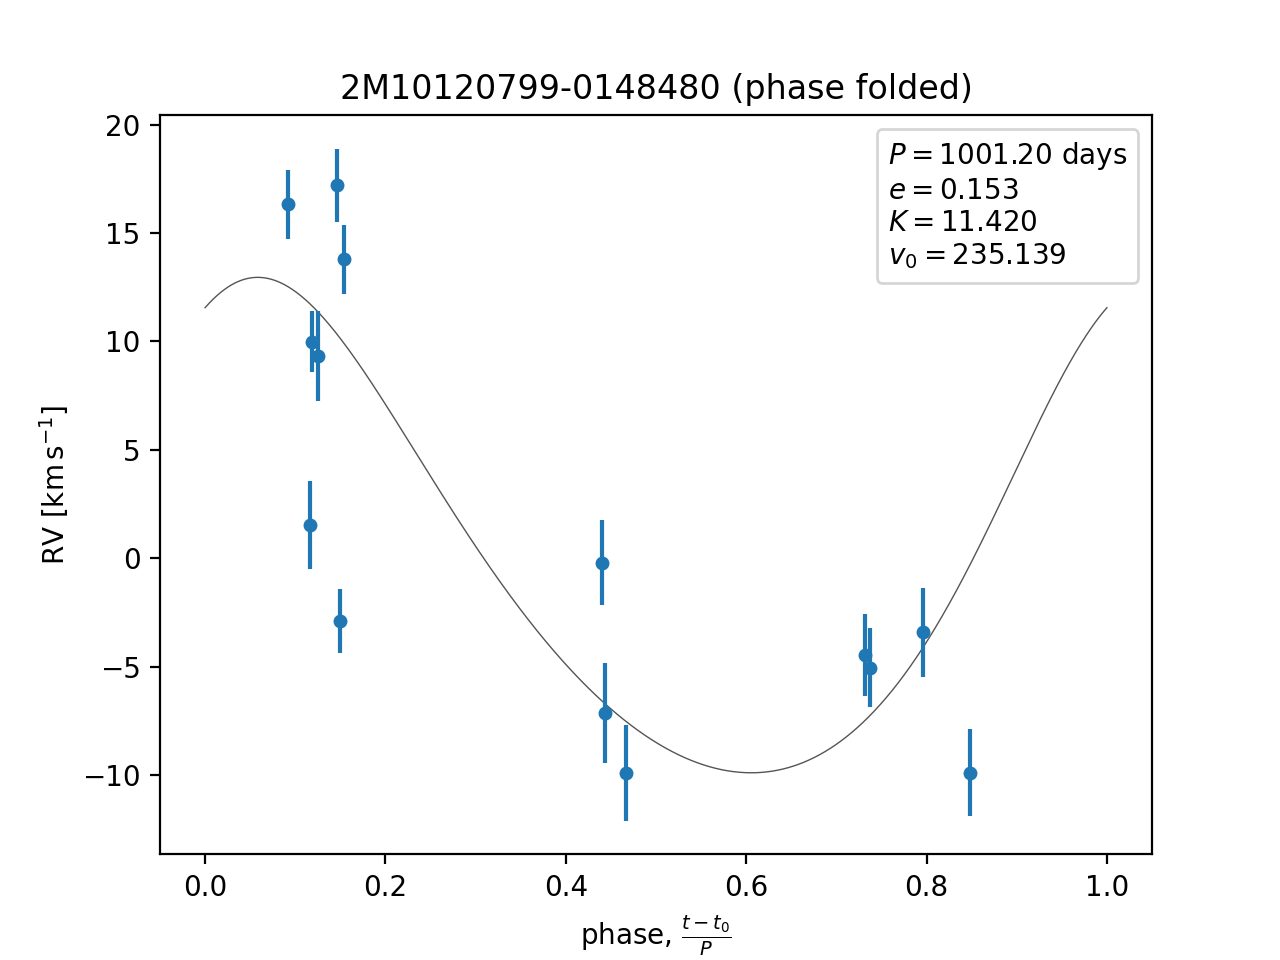 2M10120799-0148480 (phase folded)
P = 1001.20 days
e = 0.153
K = 11.420
v₀ = 235.139
20
15
10
5
0
−5
−10
RV [km s⁻¹]
0.0 0.2 0.4 0.6 0.8 1.0
phase, (t − t₀)/P